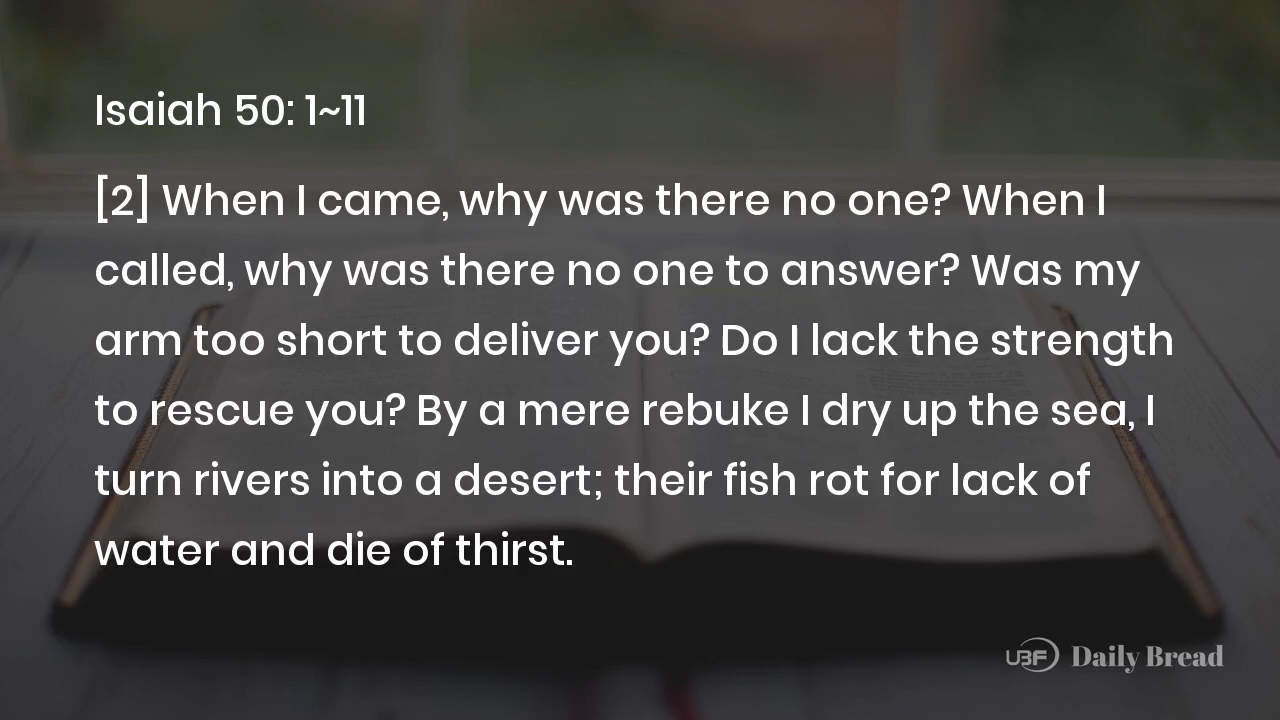 Isaiah 50: 1~11
[2] When I came, why was there no one? When I
called, why was there no one to answer? Was my
arm too short to deliver you? Do I lack the strength
to rescue you? By a mere rebuke I dry up the sea, I
turn rivers into a desert; their fish rot for lack of
water and die of thirst.
UBF Daily Bread